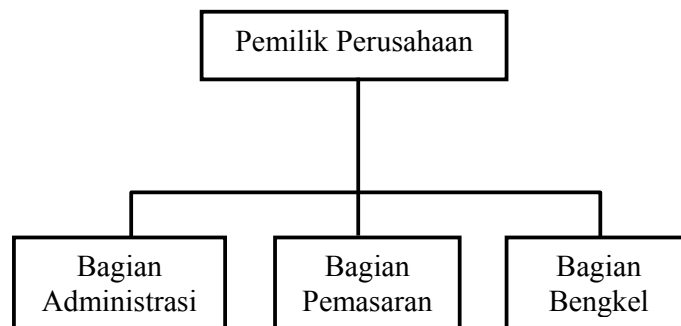 Pemilik Perusahaan
Bagian
Administrasi
Bagian
Pemasaran
Bagian
Bengkel